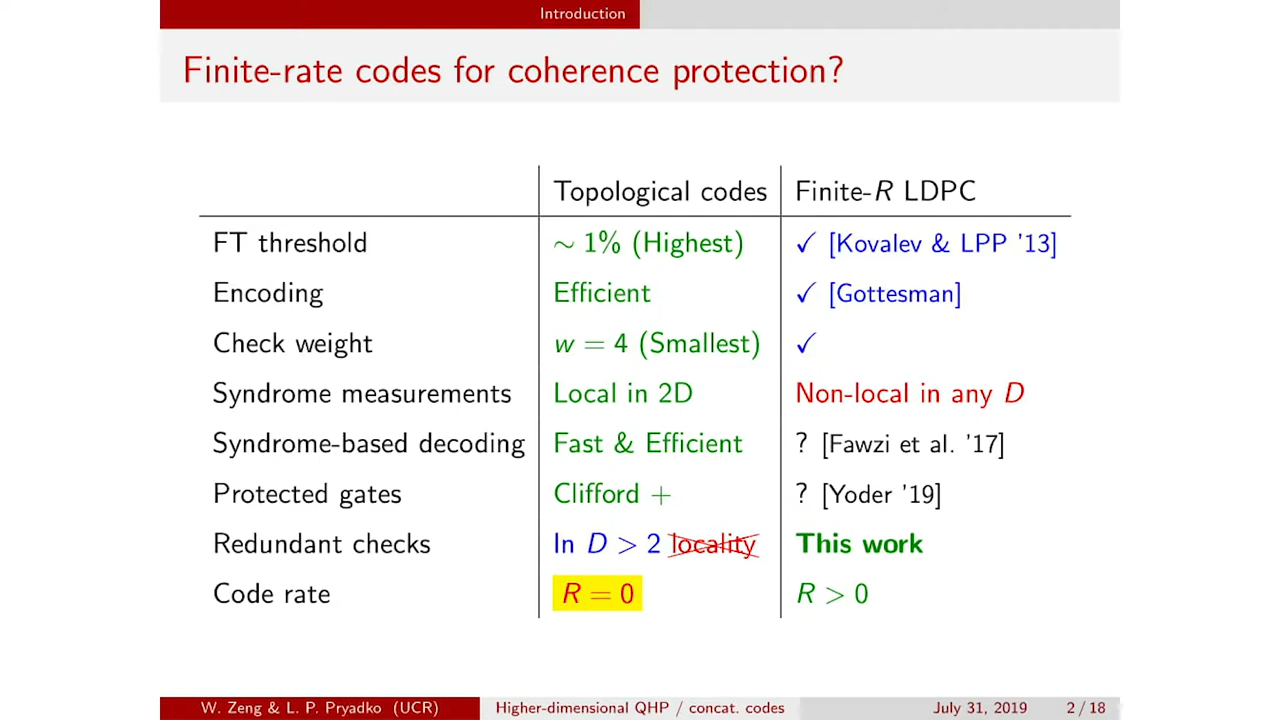 Introduction
Finite-rate codes for coherence protection?
Topological codes Finite-R LDPC
FT threshold ∼ 1% (Highest) ✓ [Kovalev & LPP '13]
Encoding Efficient ✓ [Gottesman]
Check weight w = 4 (Smallest) ✓
Syndrome measurements Local in 2D Non-local in any D
Syndrome-based decoding Fast & Efficient ? [Fawzi et al. '17]
Protected gates Clifford + ? [Yoder '19]
Redundant checks In D > 2 locality This work
Code rate R = 0 R > 0
W. Zeng & L. P. Pryadko (UCR) Higher-dimensional QHP / concat. codes July 31, 2019 2 / 18